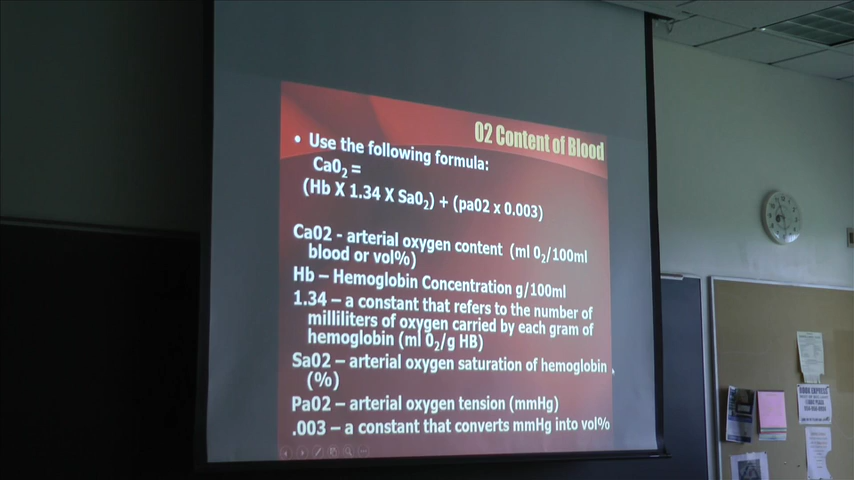 02 Content of Blood
• Use the following formula:
Ca0₂ =
(Hb X 1.34 X Sa0₂) + (pa02 x 0.003)
Ca02 - arterial oxygen content (ml 0₂/100ml
blood or vol%)
Hb – Hemoglobin Concentration g/100ml
1.34 – a constant that refers to the number of
milliliters of oxygen carried by each gram of
hemoglobin (ml 0₂/g HB)
Sa02 – arterial oxygen saturation of hemoglobin
(%)
Pa02 – arterial oxygen tension (mmHg)
.003 – a constant that converts mmHg into vol%